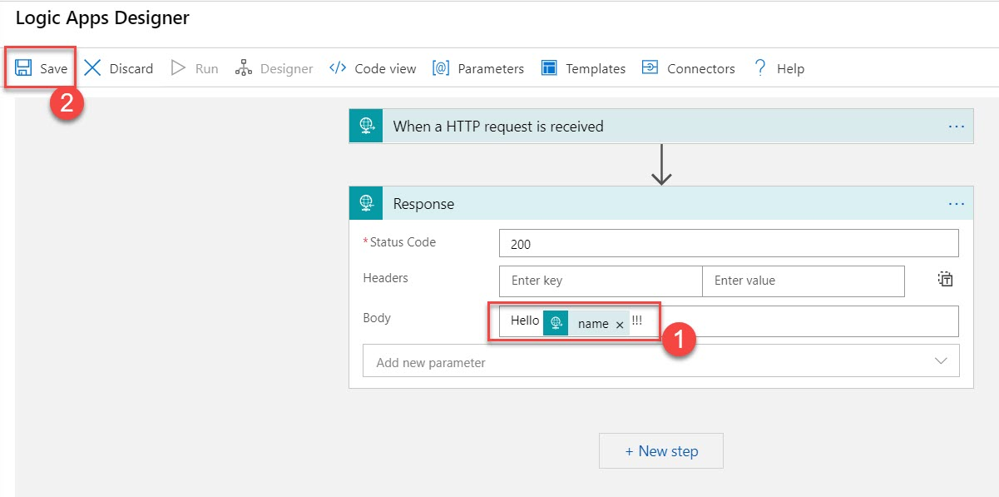 Logic Apps Designer
Save Discard Run Designer </> Code view [@] Parameters Templates Connectors ? Help
2
When a HTTP request is received ...
Response ...
*Status Code 200
Headers Enter key Enter value
Body Hello name × !!!
1
Add new parameter
+ New step